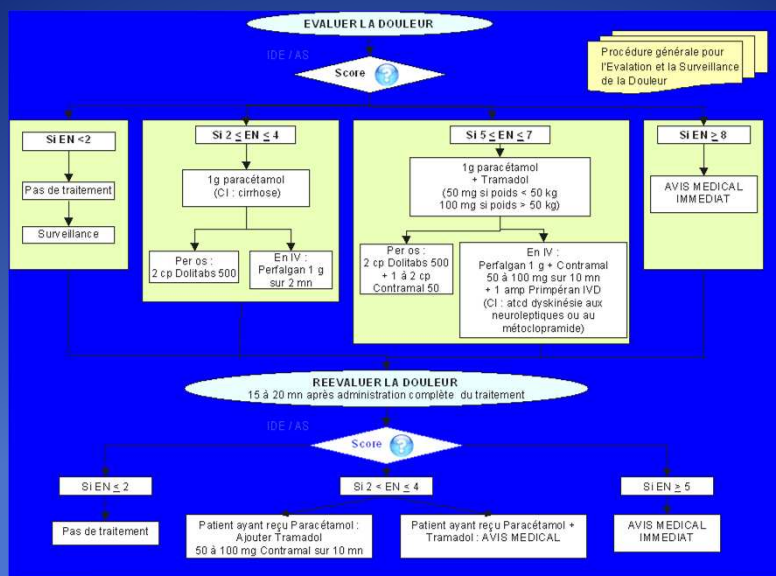 EVALUER LA DOULEUR
IDE / AS
Score ?
Procédure générale pour
l'Evalation et la Surveillance
de la Douleur
Si EN <2
Pas de traitement
Surveillance
Si 2 ≤ EN ≤ 4
1g paracétamol
(CI : cirrhose)
Per os :
2 cp Dolitabs 500
En IV :
Perfalgan 1 g
sur 2 mn
Si 5 ≤ EN ≤ 7
1g paracétamol
+ Tramadol
(50 mg si poids < 50 kg
100 mg si poids > 50 kg)
Per os :
2 cp Dolitabs 500
+ 1 à 2 cp
Contramal 50
En IV :
Perfalgan 1 g + Contramal
50 à 100 mg sur 10 mn
+ 1 amp Primpéran IVD
(CI : atcd dyskinésie aux
neuroleptiques ou au
métoclopramide)
Si EN ≥ 8
AVIS MEDICAL
IMMEDIAT
REEVALUER LA DOULEUR
15 à 20 mn après administration complète du traitement
IDE / AS
Score ?
Si EN ≤ 2
Pas de traitement
Si 2 < EN ≤ 4
Patient ayant reçu Paracétamol :
Ajouter Tramadol
50 à 100 mg Contramal sur 10 mn
Patient ayant reçu Paracétamol +
Tramadol : AVIS MEDICAL
Si EN ≥ 5
AVIS MEDICAL
IMMEDIAT